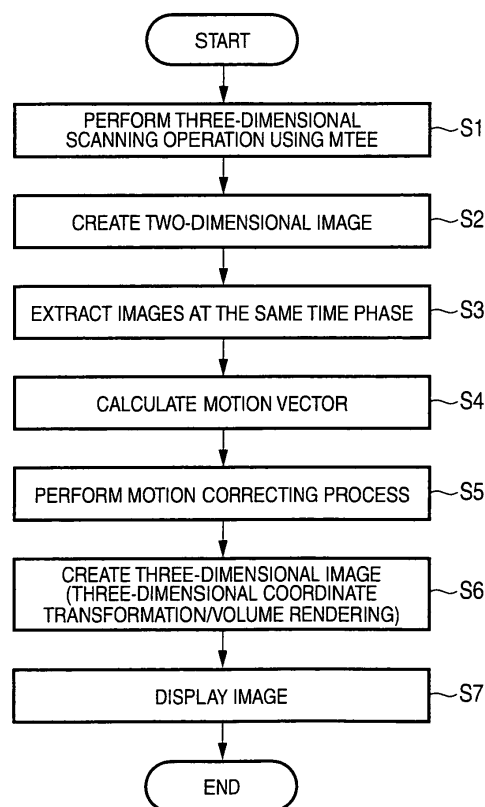 START
PERFORM THREE-DIMENSIONAL
SCANNING OPERATION USING MTEE
S1
CREATE TWO-DIMENSIONAL IMAGE
S2
EXTRACT IMAGES AT THE SAME TIME PHASE
S3
CALCULATE MOTION VECTOR
S4
PERFORM MOTION CORRECTING PROCESS
S5
CREATE THREE-DIMENSIONAL IMAGE
(THREE-DIMENSIONAL COORDINATE
TRANSFORMATION/VOLUME RENDERING)
S6
DISPLAY IMAGE
S7
END